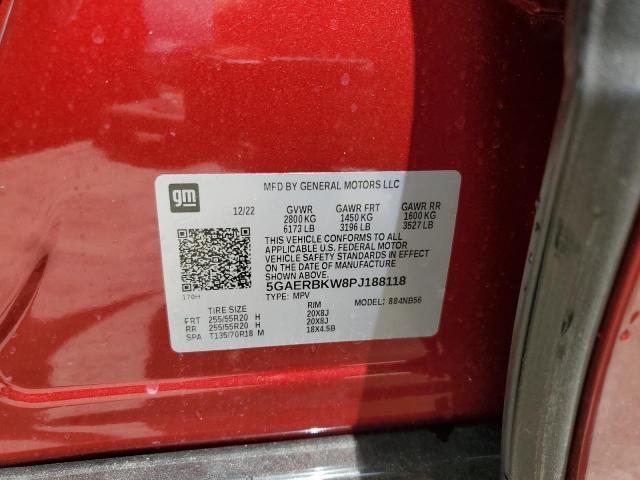 gm
MFD BY GENERAL MOTORS LLC
12/22 GVWR GAWR FRT GAWR RR
2800 KG 1450 KG 1600 KG
6173 LB 3196 LB 3527 LB
THIS VEHICLE CONFORMS TO ALL
APPLICABLE U.S. FEDERAL MOTOR
VEHICLE SAFETY STANDARDS IN EFFECT
ON THE DATE OF MANUFACTURE
SHOWN ABOVE.
5GAERBKW8PJ188118
170H TYPE: MPV MODEL: 884NB56
TIRE SIZE RIM
FRT 255/55R20 H 20X8J
RR 255/55R20 H 20X8J
SPA T135/70R18 M 18X4.5B